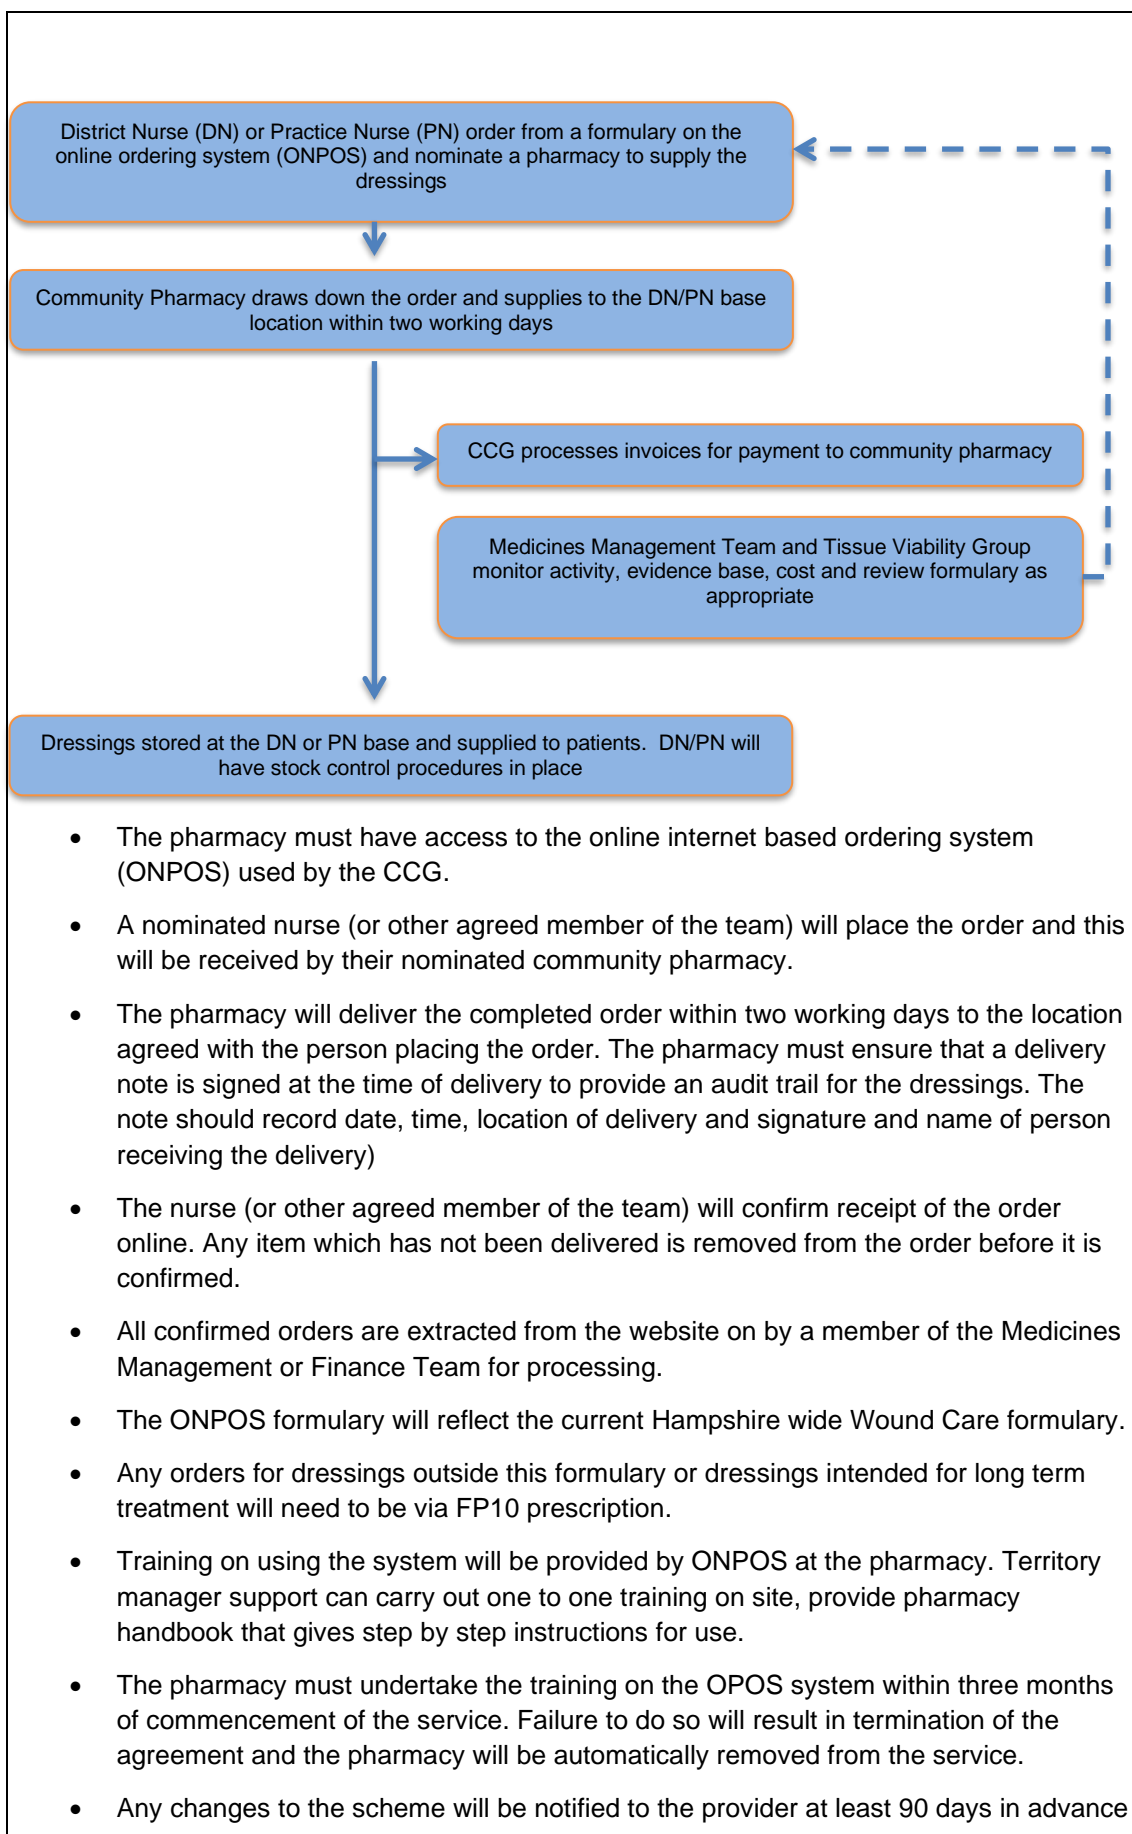 District Nurse (DN) or Practice Nurse (PN) order from a formulary on the
online ordering system (ONPOS) and nominate a pharmacy to supply the
dressings
Community Pharmacy draws down the order and supplies to the DN/PN base
location within two working days
CCG processes invoices for payment to community pharmacy
Medicines Management Team and Tissue Viability Group
monitor activity, evidence base, cost and review formulary as
appropriate
Dressings stored at the DN or PN base and supplied to patients.  DN/PN will
have stock control procedures in place
• The pharmacy must have access to the online internet based ordering system
(ONPOS) used by the CCG.
• A nominated nurse (or other agreed member of the team) will place the order and this
will be received by their nominated community pharmacy.
• The pharmacy will deliver the completed order within two working days to the location
agreed with the person placing the order. The pharmacy must ensure that a delivery
note is signed at the time of delivery to provide an audit trail for the dressings. The
note should record date, time, location of delivery and signature and name of person
receiving the delivery)
• The nurse (or other agreed member of the team) will confirm receipt of the order
online. Any item which has not been delivered is removed from the order before it is
confirmed.
• All confirmed orders are extracted from the website on by a member of the Medicines
Management or Finance Team for processing.
• The ONPOS formulary will reflect the current Hampshire wide Wound Care formulary.
• Any orders for dressings outside this formulary or dressings intended for long term
treatment will need to be via FP10 prescription.
• Training on using the system will be provided by ONPOS at the pharmacy. Territory
manager support can carry out one to one training on site, provide pharmacy
handbook that gives step by step instructions for use.
• The pharmacy must undertake the training on the OPOS system within three months
of commencement of the service. Failure to do so will result in termination of the
agreement and the pharmacy will be automatically removed from the service.
• Any changes to the scheme will be notified to the provider at least 90 days in advance